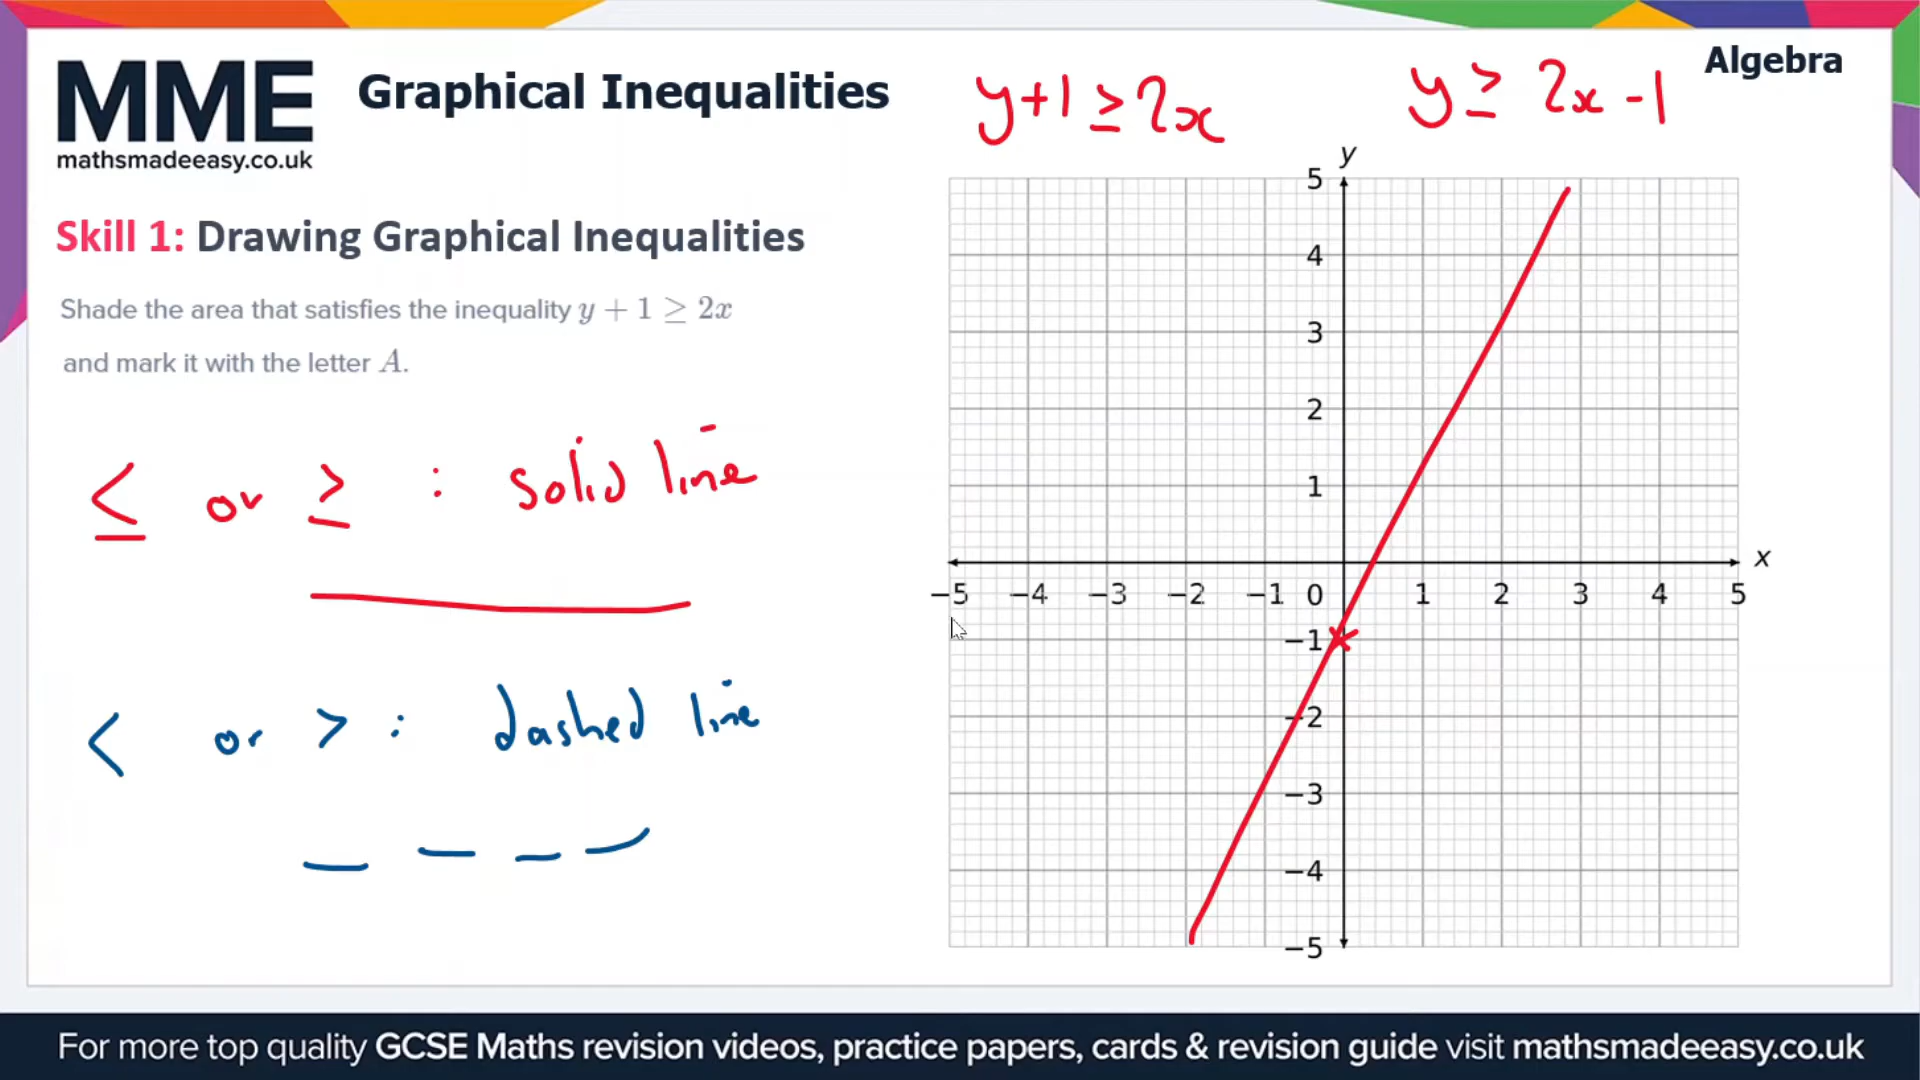 MME
mathsmadeeasy.co.uk
Graphical Inequalities
Algebra
y+1 ≥ 2x
y ≥ 2x -1
Skill 1: Drawing Graphical Inequalities
Shade the area that satisfies the inequality y + 1 ≥ 2x
and mark it with the letter A.
≤ or ≥ : solid line
< or > : dashed line
y
5
4
3
2
1
x
−5 −4 −3 −2 −1 0 1 2 3 4 5
−1
−2
−3
−4
−5
For more top quality GCSE Maths revision videos, practice papers, cards & revision guide visit mathsmadeeasy.co.uk